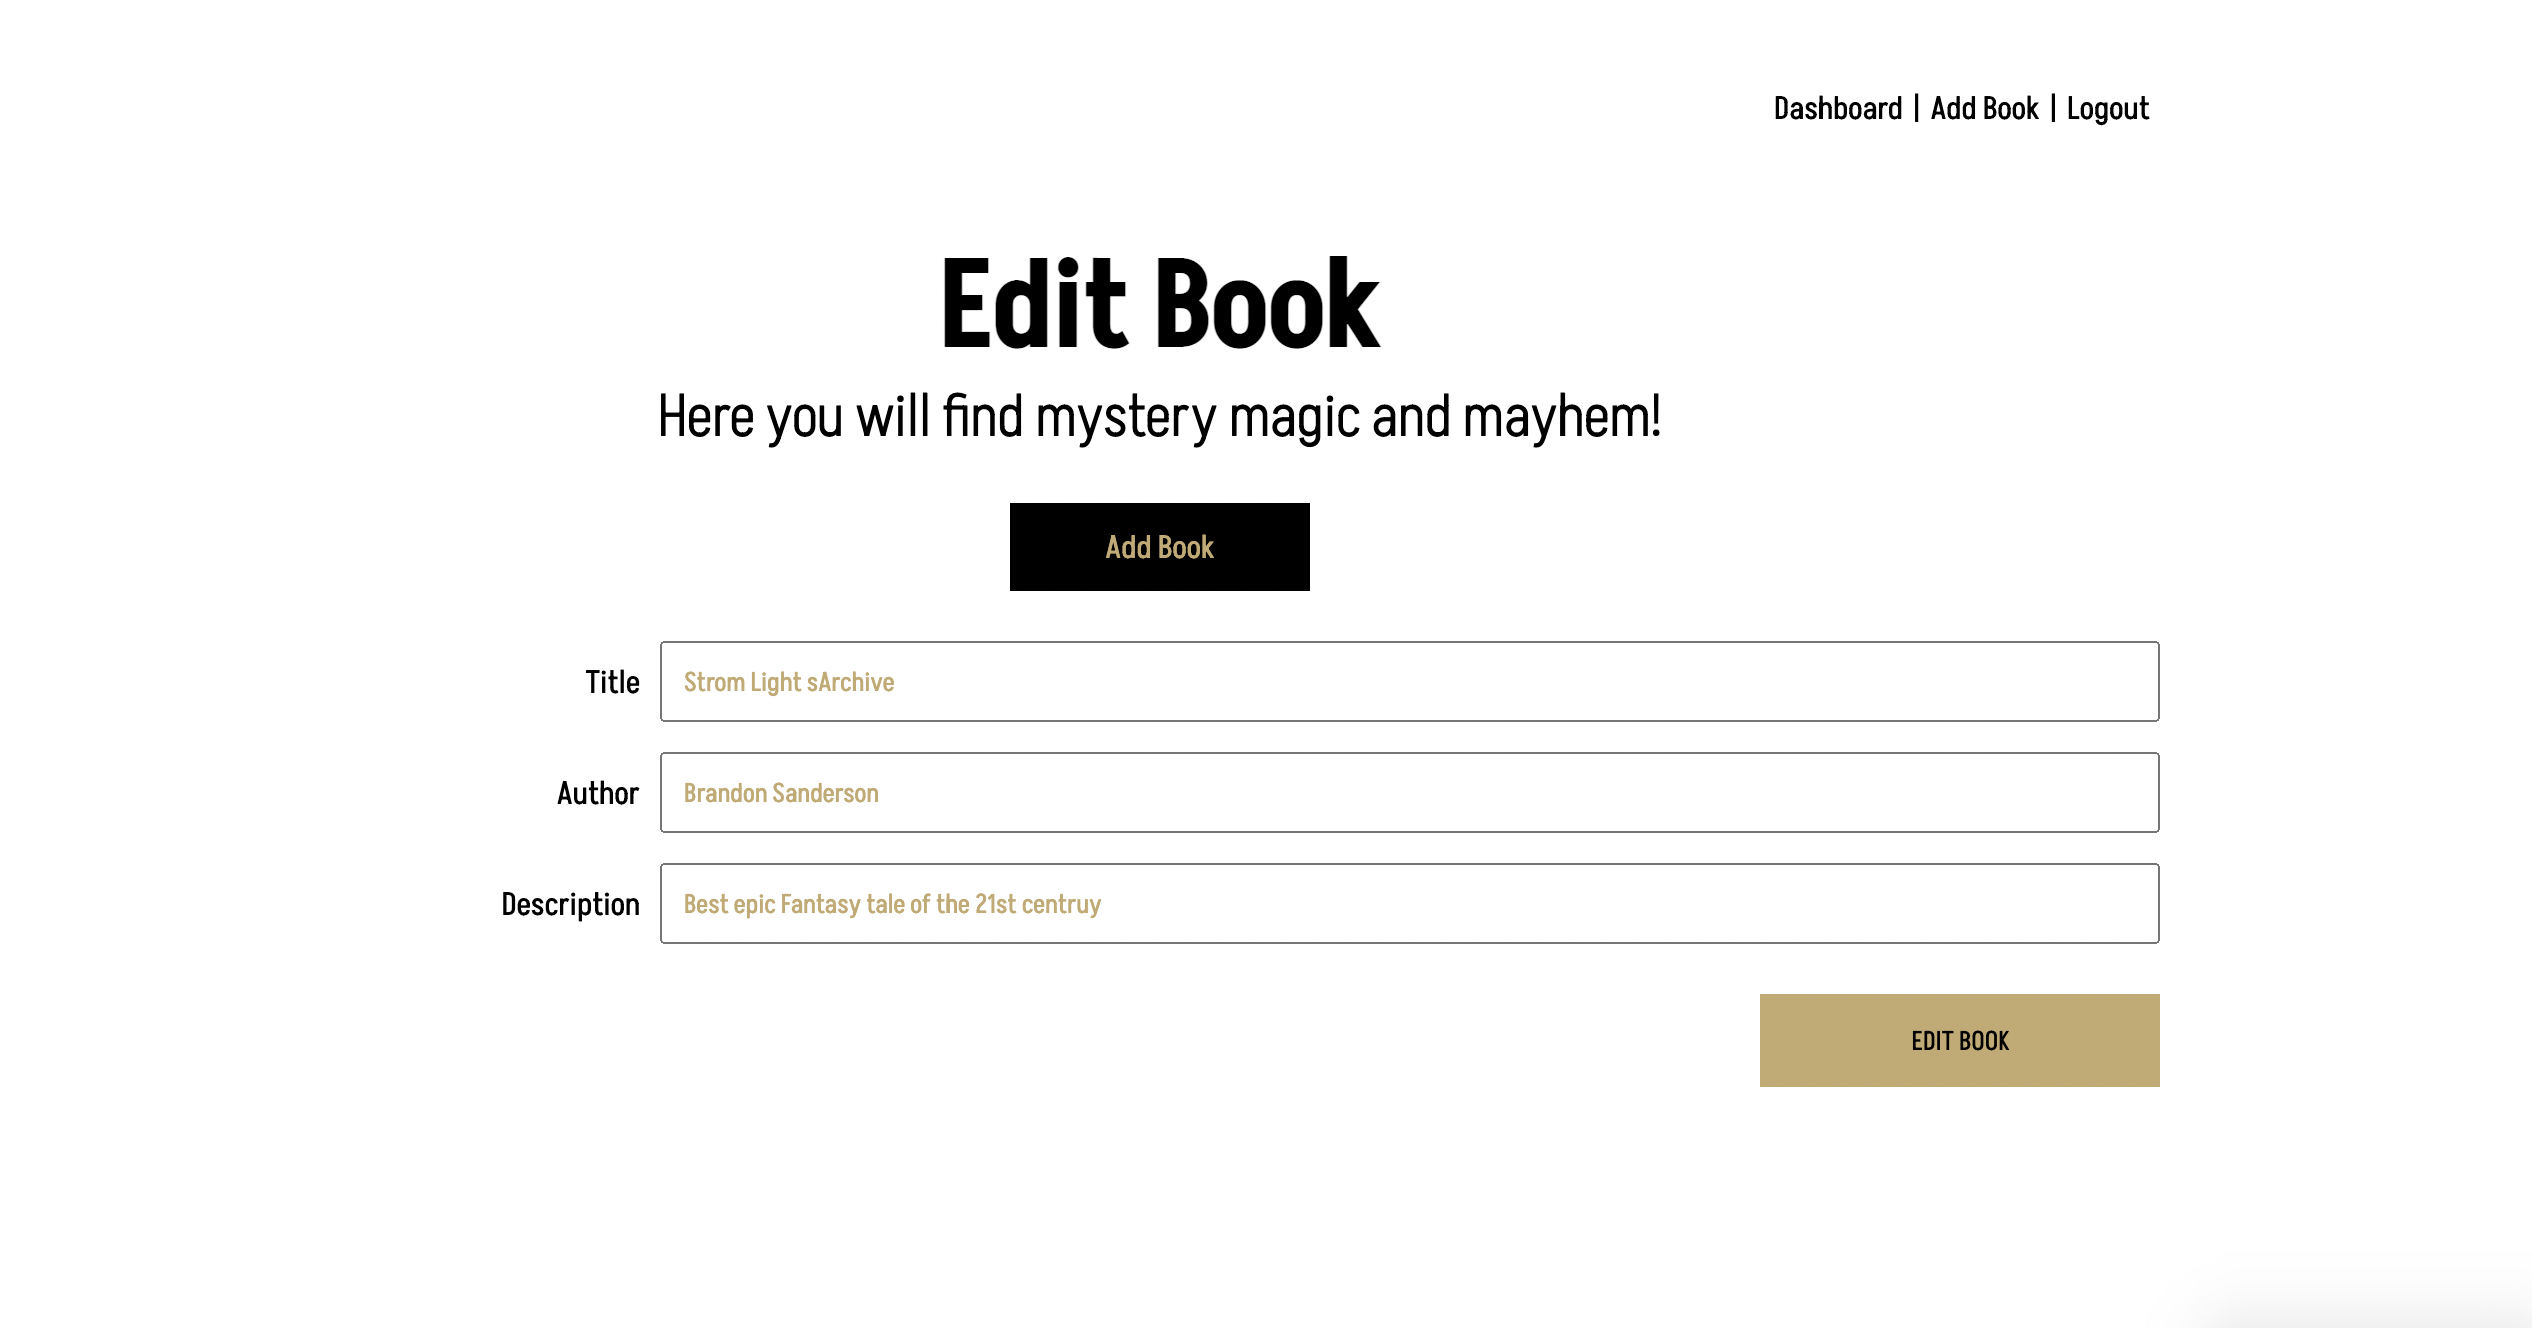 Dashboard | Add Book | Logout
Edit Book
Here you will find mystery magic and mayhem!
Add Book
Title Strom Light sArchive
Author Brandon Sanderson
Description Best epic Fantasy tale of the 21st centruy
EDIT BOOK